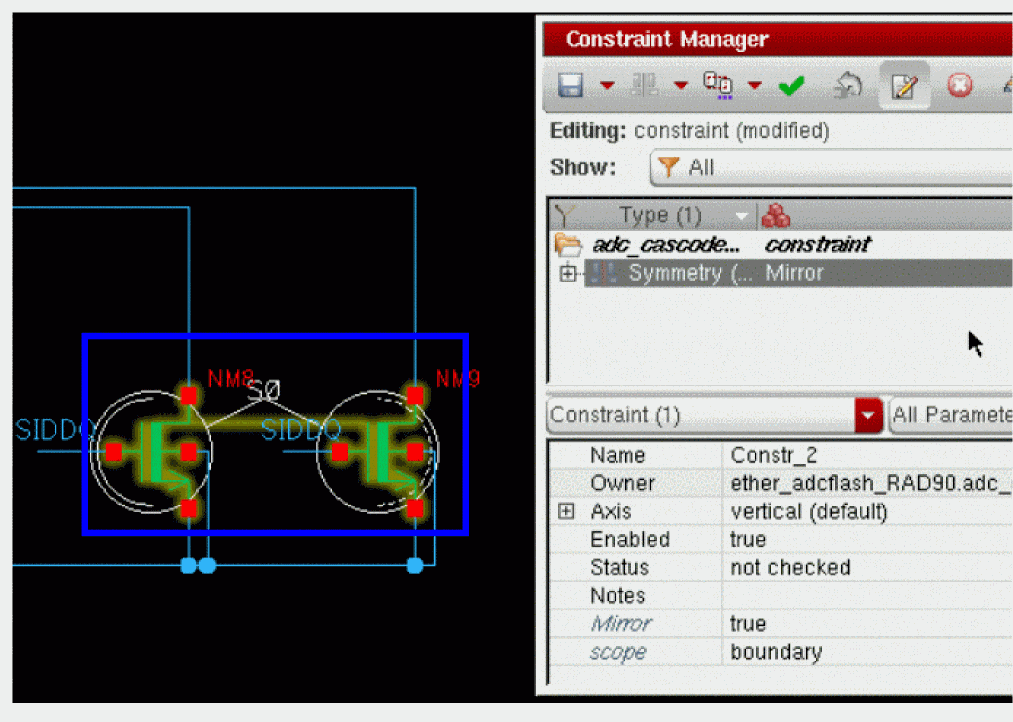 NM8
S0
NM9
SIDDQ
SIDDQ
Constraint Manager
Editing: constraint (modified)
Show: All
Type (1)
adc_cascode... constraint
Symmetry (... Mirror
Constraint (1) All Paramete
Name Constr_2
Owner ether_adcflash_RAD90.adc_
Axis vertical (default)
Enabled true
Status not checked
Notes
Mirror true
scope boundary